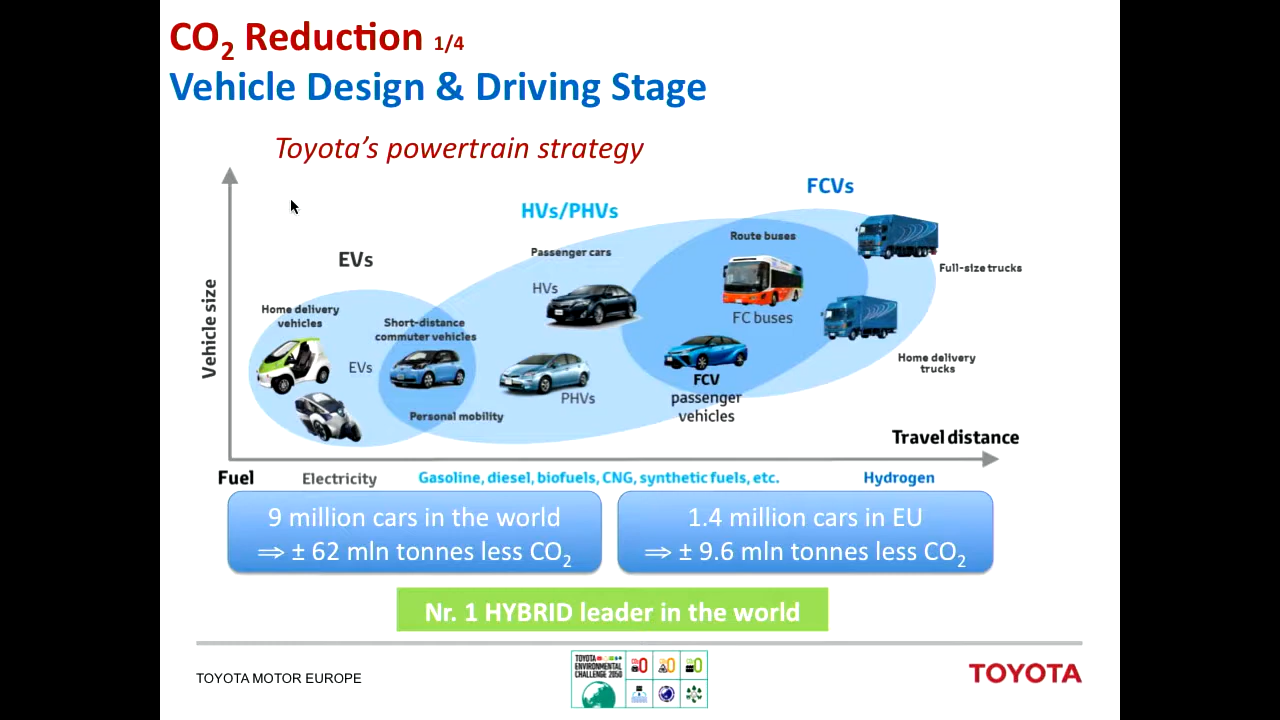 CO2 Reduction 1/4
Vehicle Design & Driving Stage
Toyota's powertrain strategy
FCVs
HVs/PHVs
EVs
Route buses
Passenger cars
Full-size trucks
HVs
Home delivery
vehicles
Short-distance
commuter vehicles
FC buses
EVs
Home delivery
trucks
PHVs
FCV
passenger
vehicles
Personal mobility
Vehicle size
Travel distance
Fuel
Electricity
Gasoline, diesel, biofuels, CNG, synthetic fuels, etc.
Hydrogen
9 million cars in the world
⇒ ± 62 mln tonnes less CO2
1.4 million cars in EU
⇒ ± 9.6 mln tonnes less CO2
Nr. 1 HYBRID leader in the world
TOYOTA MOTOR EUROPE
TOYOTA
ENVIRONMENTAL
CHALLENGE 2050
TOYOTA